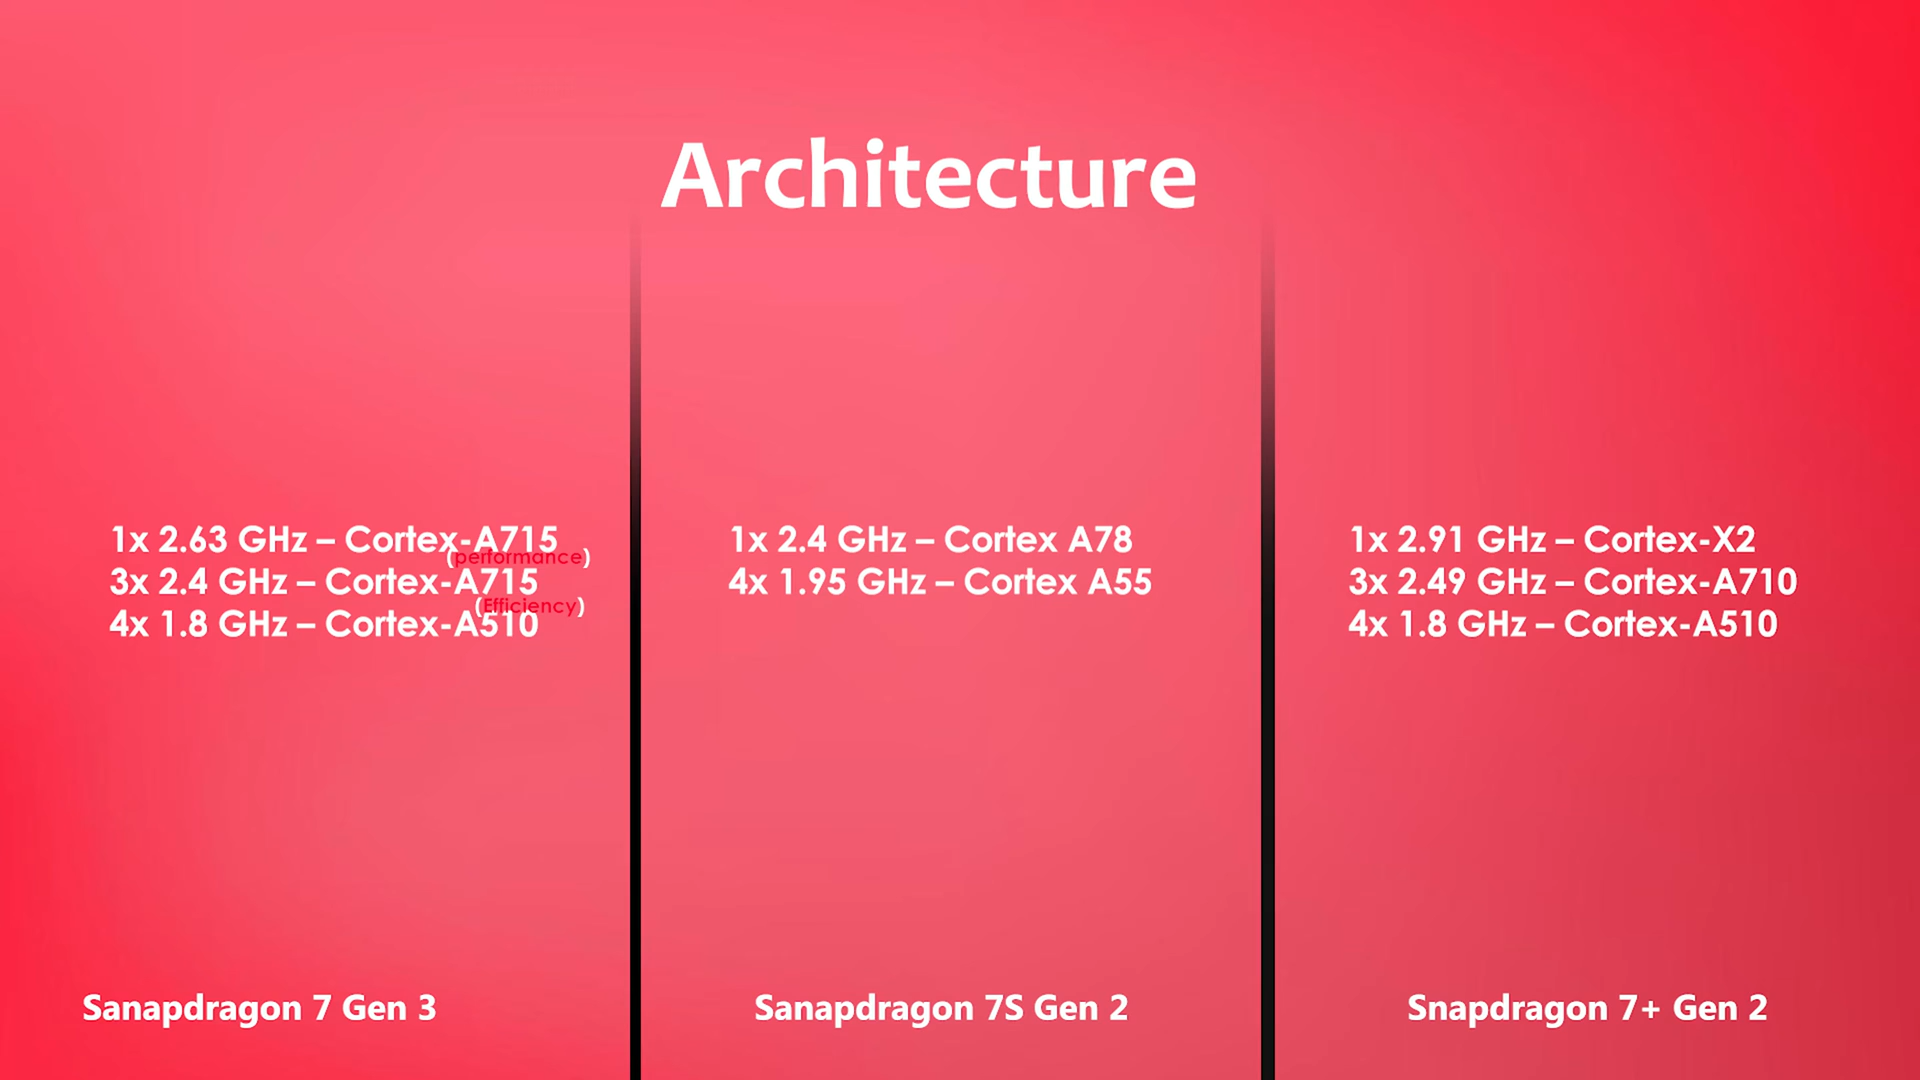 Architecture
1x 2.63 GHz – Cortex-A715
(performance)
3x 2.4 GHz – Cortex-A715
(Efficiency)
4x 1.8 GHz – Cortex-A510
Sanapdragon 7 Gen 3
1x 2.4 GHz – Cortex A78
4x 1.95 GHz – Cortex A55
Sanapdragon 7S Gen 2
1x 2.91 GHz – Cortex-X2
3x 2.49 GHz – Cortex-A710
4x 1.8 GHz – Cortex-A510
Snapdragon 7+ Gen 2